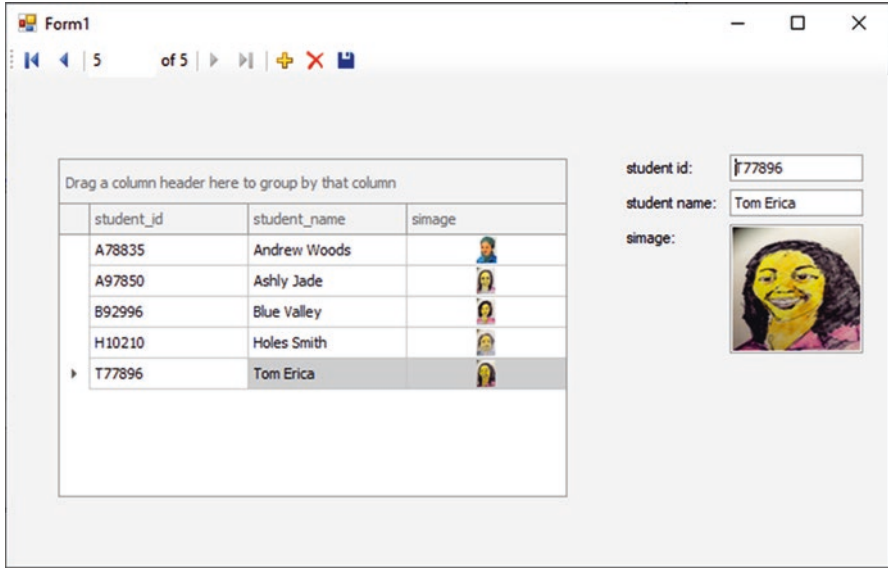 Form1
5 of 5
Drag a column header here to group by that column
student_id student_name simage
A78835 Andrew Woods
A97850 Ashly Jade
B92996 Blue Valley
H10210 Holes Smith
T77896 Tom Erica
student id: T77896
student name: Tom Erica
simage: